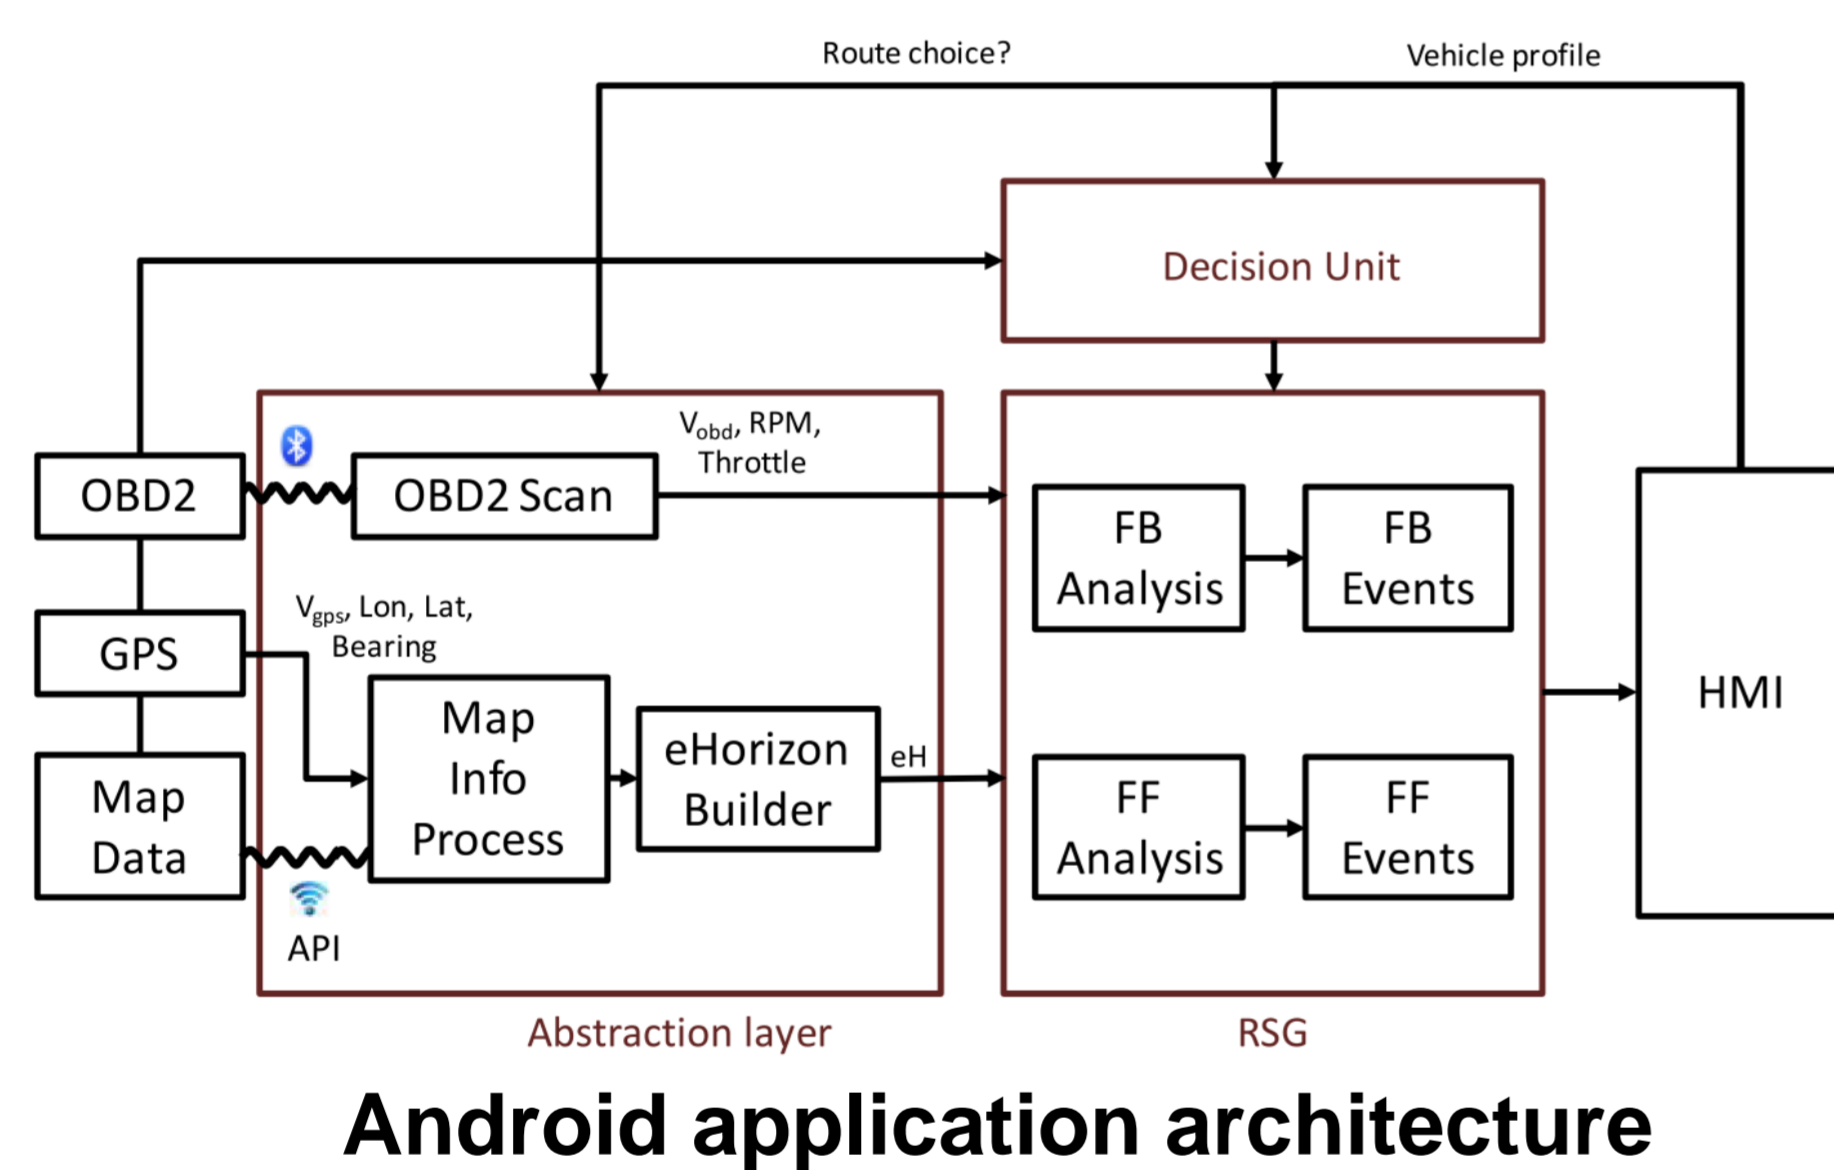 Route choice?
Vehicle profile
Decision Unit
V_obd, RPM,
Throttle
OBD2
OBD2 Scan
FB
Analysis
FB
Events
V_gps, Lon, Lat,
Bearing
GPS
Map
Info
Process
eHorizon
Builder
eH
HMI
Map
Data
FF
Analysis
FF
Events
API
Abstraction layer
RSG
Android application architecture